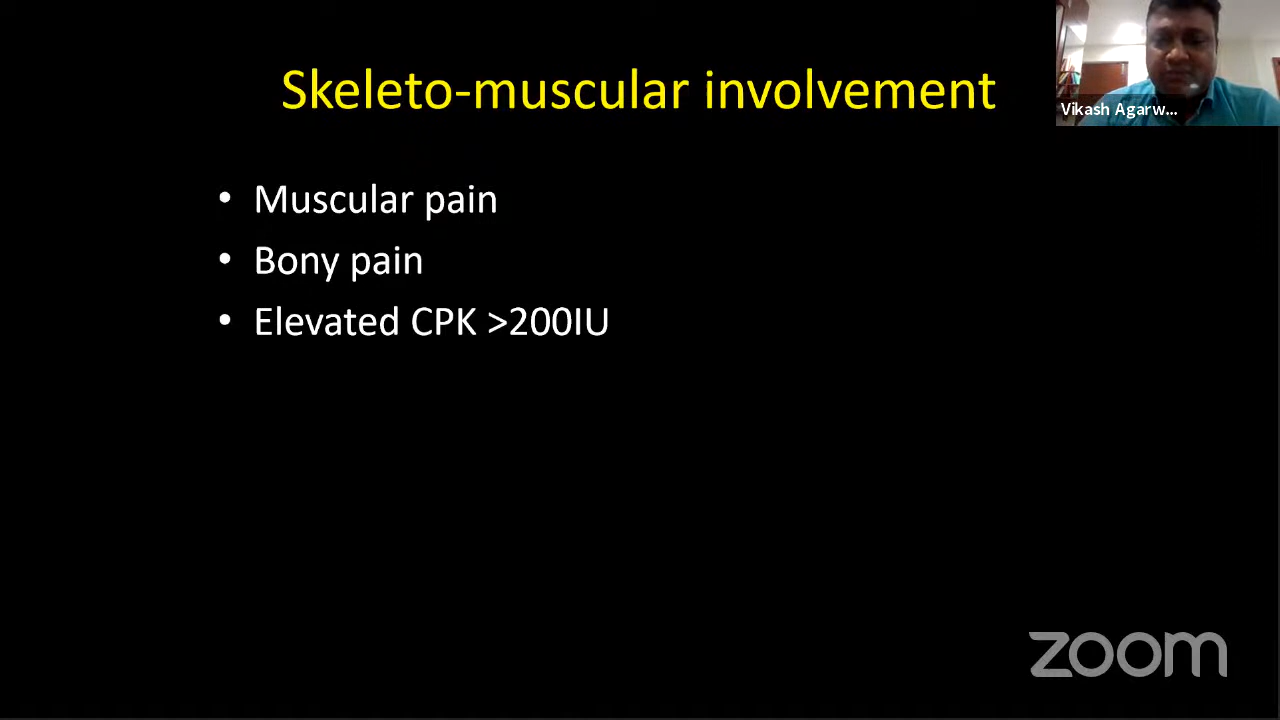 Skeleto-muscular involvement
Vikash Agarw...
• Muscular pain
• Bony pain
• Elevated CPK >200IU
zoom